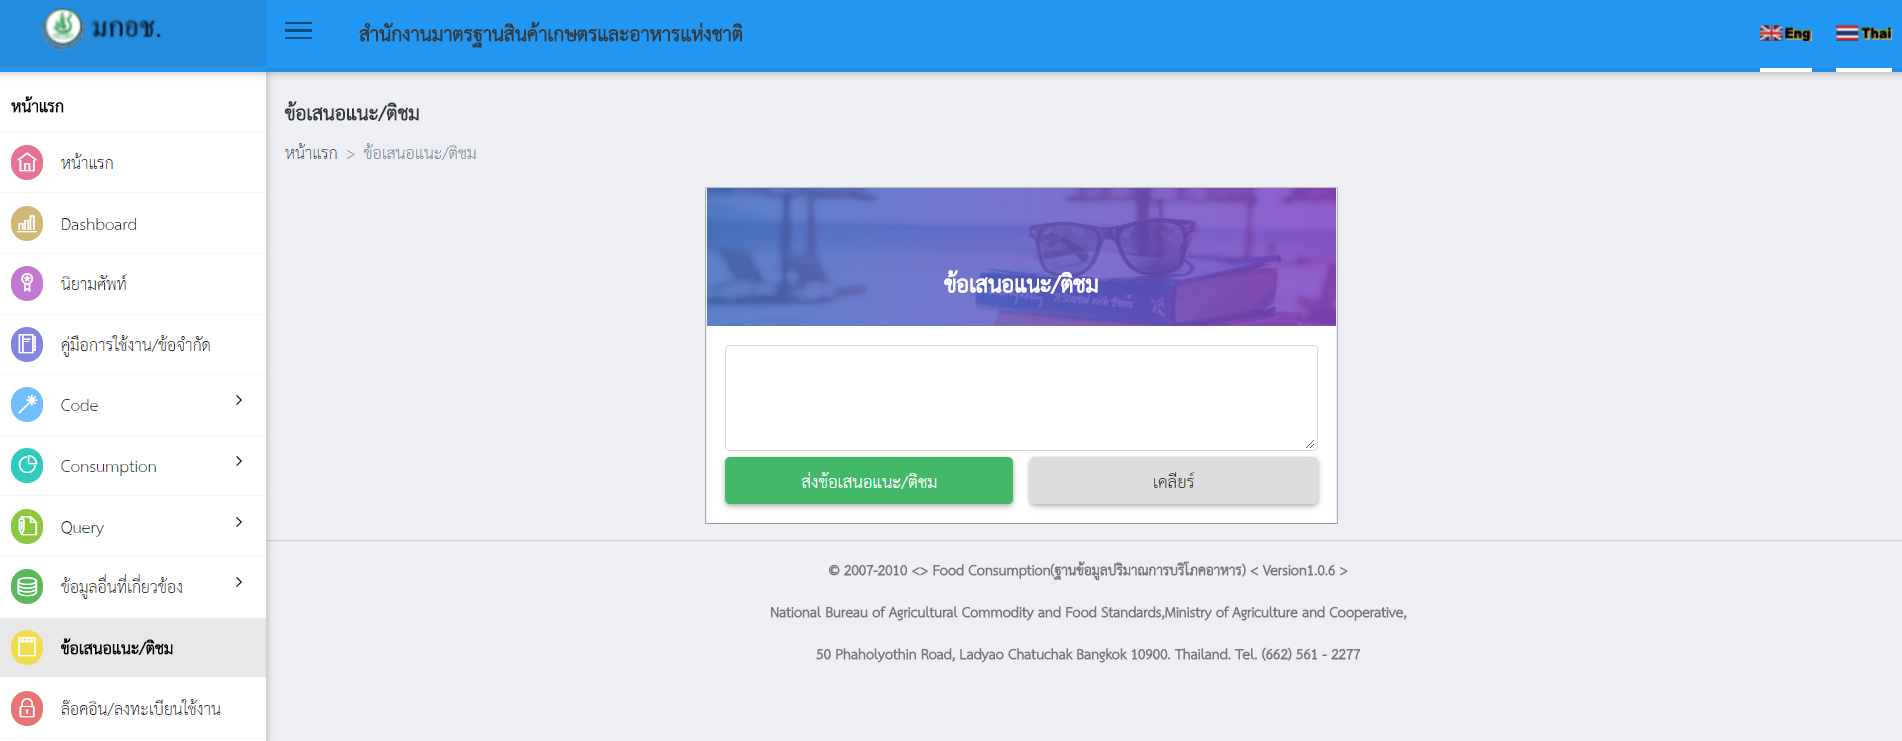 มกอช.
สำนักงานมาตรฐานสินค้าเกษตรและอาหารแห่งชาติ
Eng
Thai
หน้าแรก
หน้าแรก
Dashboard
นิยามศัพท์
คู่มือการใช้งาน/ข้อจำกัด
Code
Consumption
Query
ข้อมูลอื่นที่เกี่ยวข้อง
ข้อเสนอแนะ/ติชม
ล๊อคอิน/ลงทะเบียนใช้งาน
ข้อเสนอแนะ/ติชม
หน้าแรก > ข้อเสนอแนะ/ติชม
ข้อเสนอแนะ/ติชม
ส่งข้อเสนอแนะ/ติชม
เคลียร์
© 2007-2010 <> Food Consumption(ฐานข้อมูลปริมาณการบริโภคอาหาร) < Version1.0.6 >
National Bureau of Agricultural Commodity and Food Standards,Ministry of Agriculture and Cooperative,
50 Phaholyothin Road, Ladyao Chatuchak Bangkok 10900. Thailand. Tel. (662) 561 - 2277